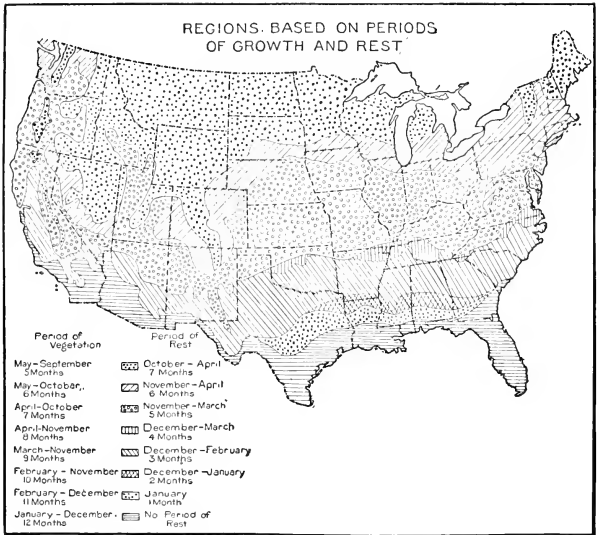 REGIONS. BASED ON PERIODS
OF GROWTH AND REST
Period of Vegetation
Period of Rest
May-September 5 Months
October-April 7 Months
May-October, 6 Months
November-April 6 Months
April-October 7 Months
November-March 5 Months
April-November 8 Months
December-March 4 Months
March-November 9 Months
December-February 3 Months
February-November 10 Months
December-January 2 Months
February-December 11 Months
January 1 Month
January-December. 12 Months
No Period of Rest